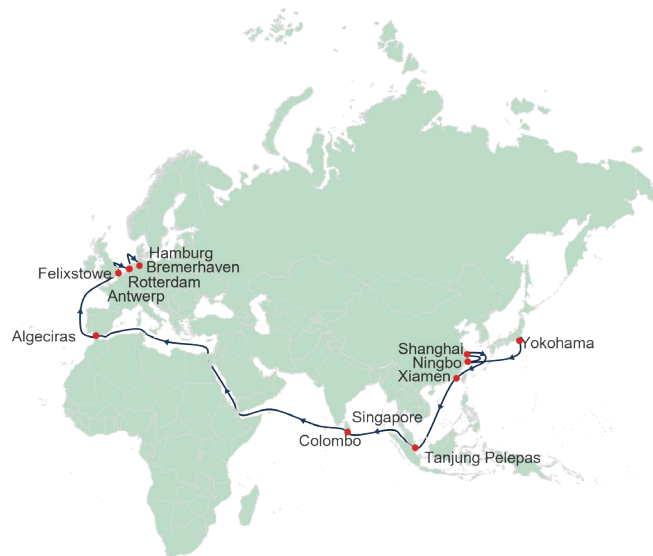 Hamburg
Bremerhaven
Felixstowe
Rotterdam
Antwerp
Algeciras
Shanghai
Yokohama
Ningbo
Xiamen
Singapore
Colombo
Tanjung Pelepas